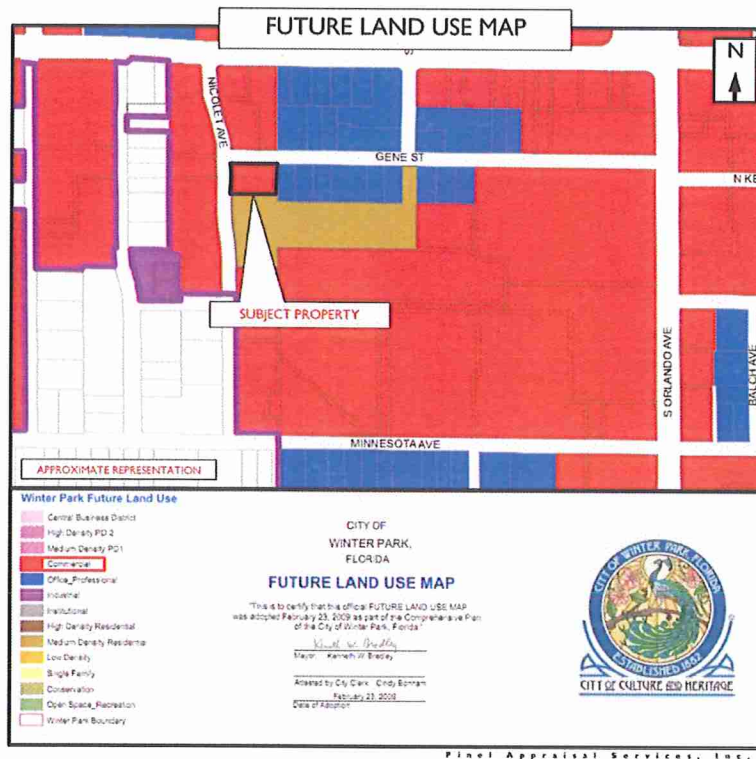 FUTURE LAND USE MAP
N
NICOLET AVE
GENE ST
N KE
SUBJECT PROPERTY
S ORLANDO AVE
BALCH AVE
MINNESOTA AVE
APPROXIMATE REPRESENTATION
Winter Park Future Land Use
Central Business District
High Density PD 2
Medium Density PD1
Commercial
Office_Professional
Industrial
Institutional
High Density Residential
Medium Density Residential
Low Density
Single Family
Conservation
Open Space_Recreation
Winter Park Boundary
CITY OF
WINTER PARK,
FLORIDA
FUTURE LAND USE MAP
"This is to certify that this official FUTURE LAND USE MAP
was adopted February 23, 2009 as part of the Comprehensive Plan
of the City of Winter Park, Florida"
Kenneth W. Bradley
Mayor, Kenneth W. Bradley
Attested by City Clerk, Cindy Bonham
February 23, 2009
Date of Adoption
CITY OF WINTER PARK, FLORIDA
ESTABLISHED 1882
CITY OF CULTURE AND HERITAGE
Pinel Appraisal Services, Inc.